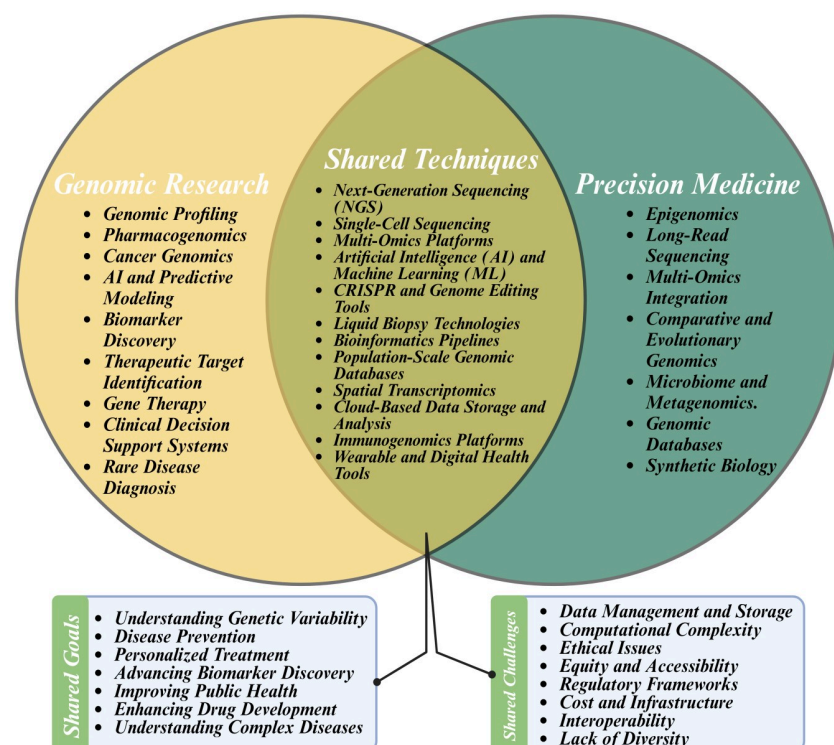 Genomic Research
• Genomic Profiling
• Pharmacogenomics
• Cancer Genomics
• AI and Predictive
Modeling
• Biomarker
Discovery
• Therapeutic Target
Identification
• Gene Therapy
• Clinical Decision
Support Systems
• Rare Disease
Diagnosis
Shared Techniques
• Next-Generation Sequencing
(NGS)
• Single-Cell Sequencing
• Multi-Omics Platforms
• Artificial Intelligence (AI) and
Machine Learning (ML)
• CRISPR and Genome Editing
Tools
• Liquid Biopsy Technologies
• Bioinformatics Pipelines
• Population-Scale Genomic
Databases
• Spatial Transcriptomics
• Cloud-Based Data Storage and
Analysis
• Immunogenomics Platforms
• Wearable and Digital Health
Tools
Precision Medicine
• Epigenomics
• Long-Read
Sequencing
• Multi-Omics
Integration
• Comparative and
Evolutionary
Genomics
• Microbiome and
Metagenomics.
• Genomic
Databases
• Synthetic Biology
Shared Goals
• Understanding Genetic Variability
• Disease Prevention
• Personalized Treatment
• Advancing Biomarker Discovery
• Improving Public Health
• Enhancing Drug Development
• Understanding Complex Diseases
Shared Challenges
• Data Management and Storage
• Computational Complexity
• Ethical Issues
• Equity and Accessibility
• Regulatory Frameworks
• Cost and Infrastructure
• Interoperability
• Lack of Diversity